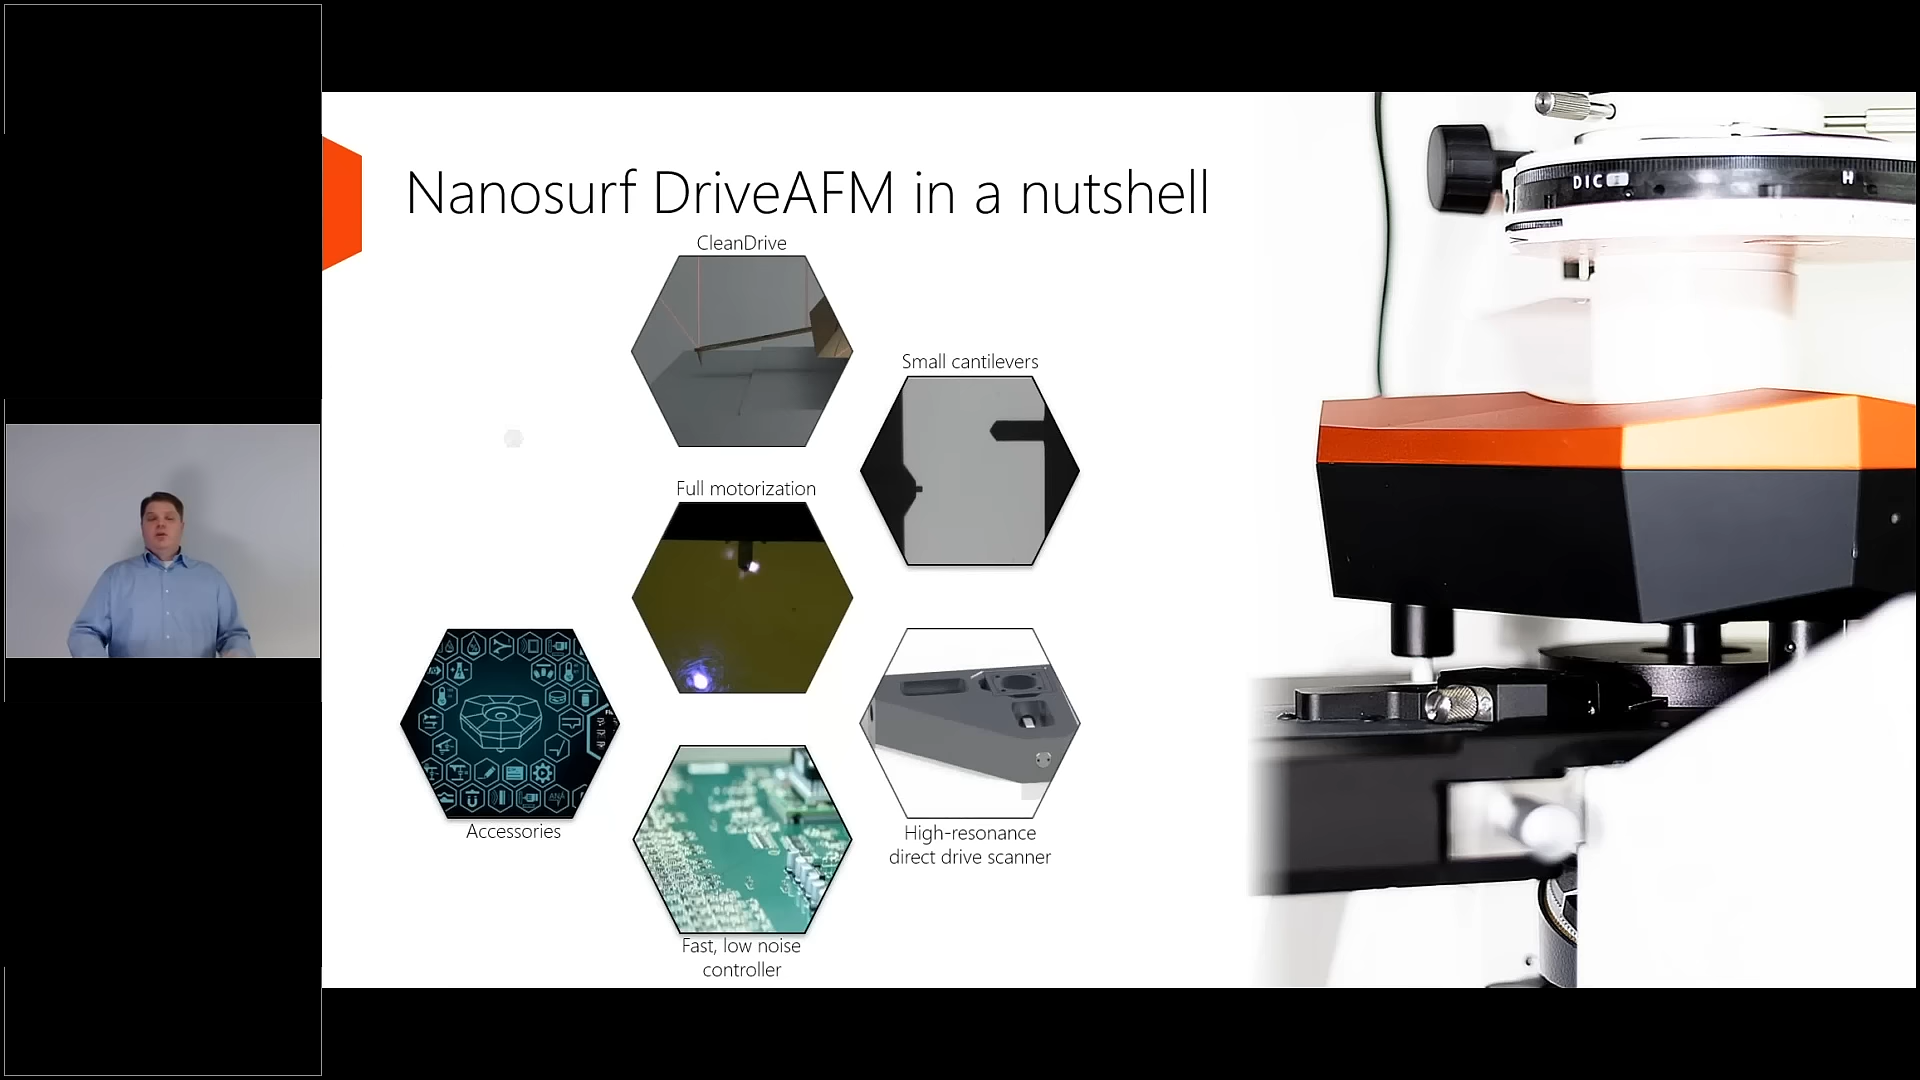 Nanosurf DriveAFM in a nutshell
CleanDrive
Small cantilevers
Full motorization
Accessories
High-resonance
direct drive scanner
Fast, low noise
controller
DIC
H